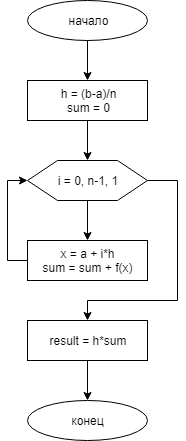 начало
h = (b-a)/n
sum = 0
i = 0, n-1, 1
x = a + i*h
sum = sum + f(x)
result = h*sum
конец